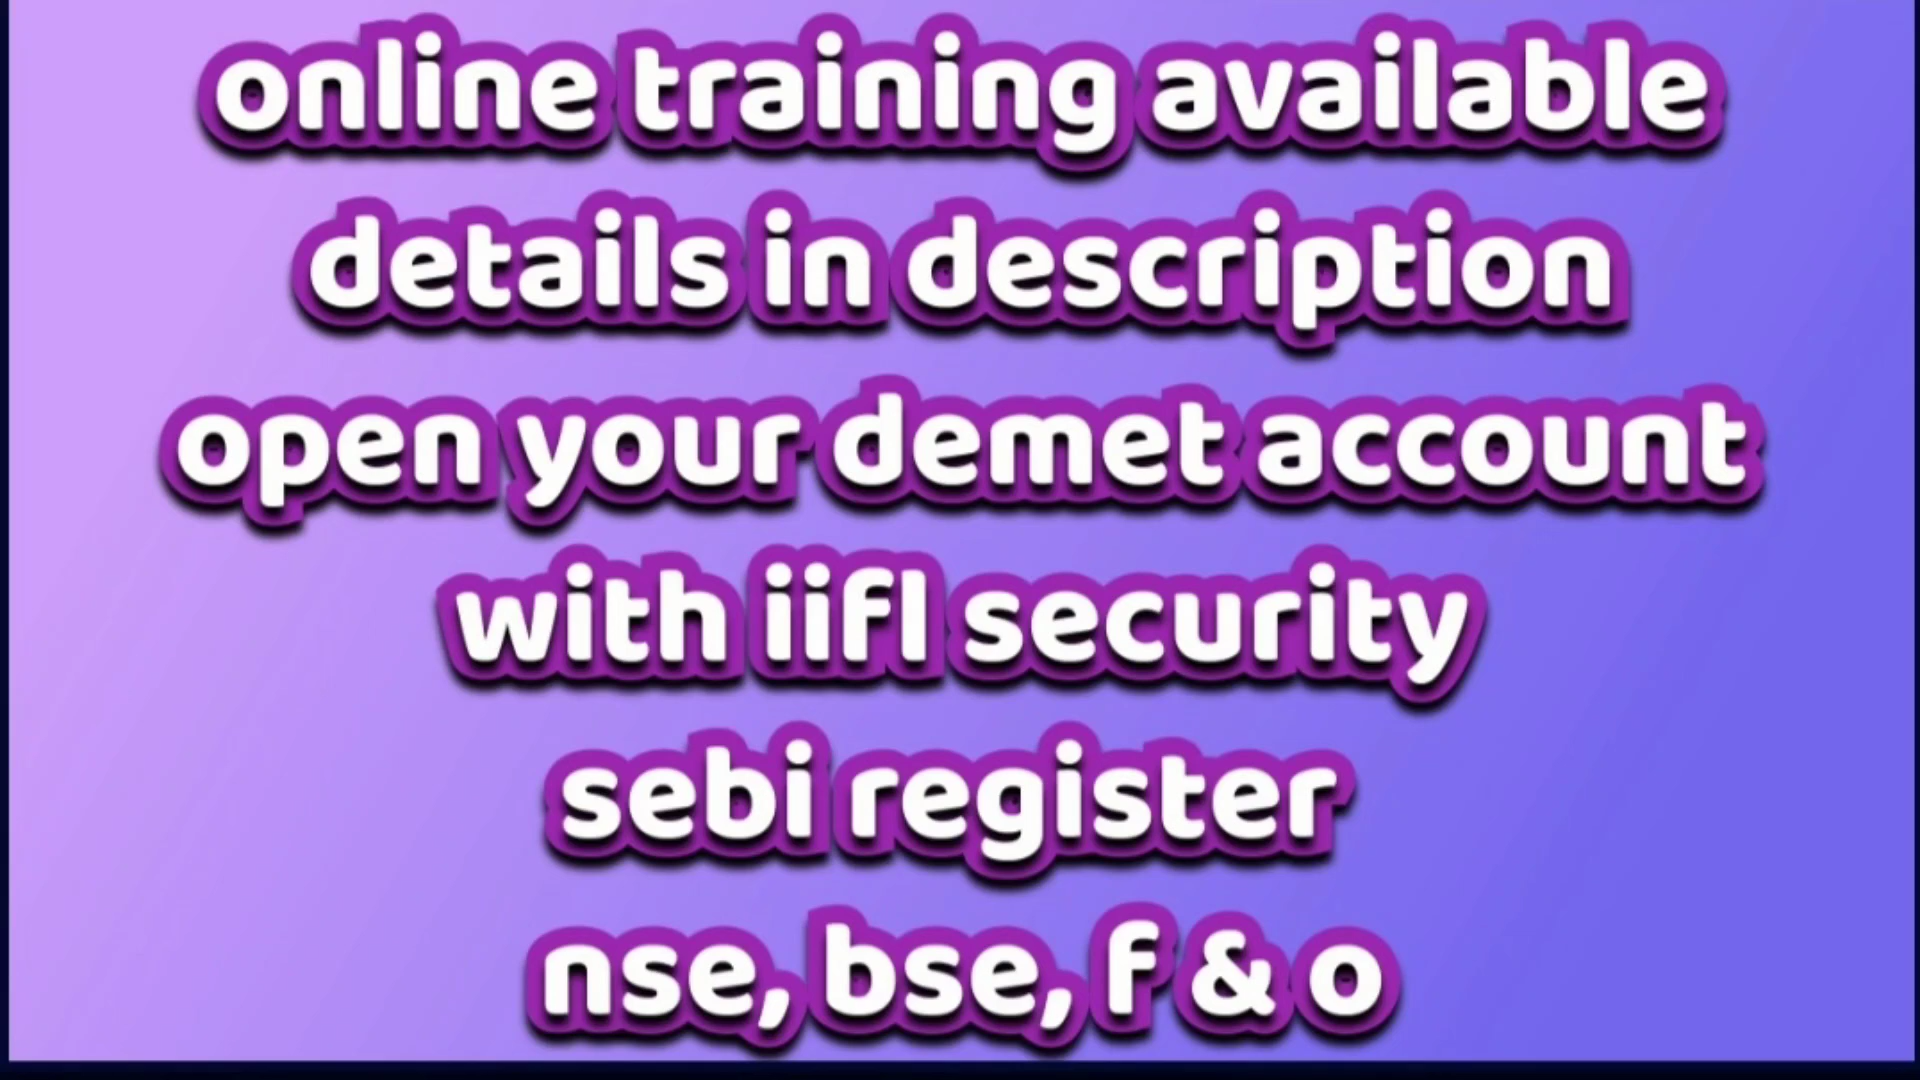 online training available
details in description
open your demet account
with iifl security
sebi register
nse, bse, f & o